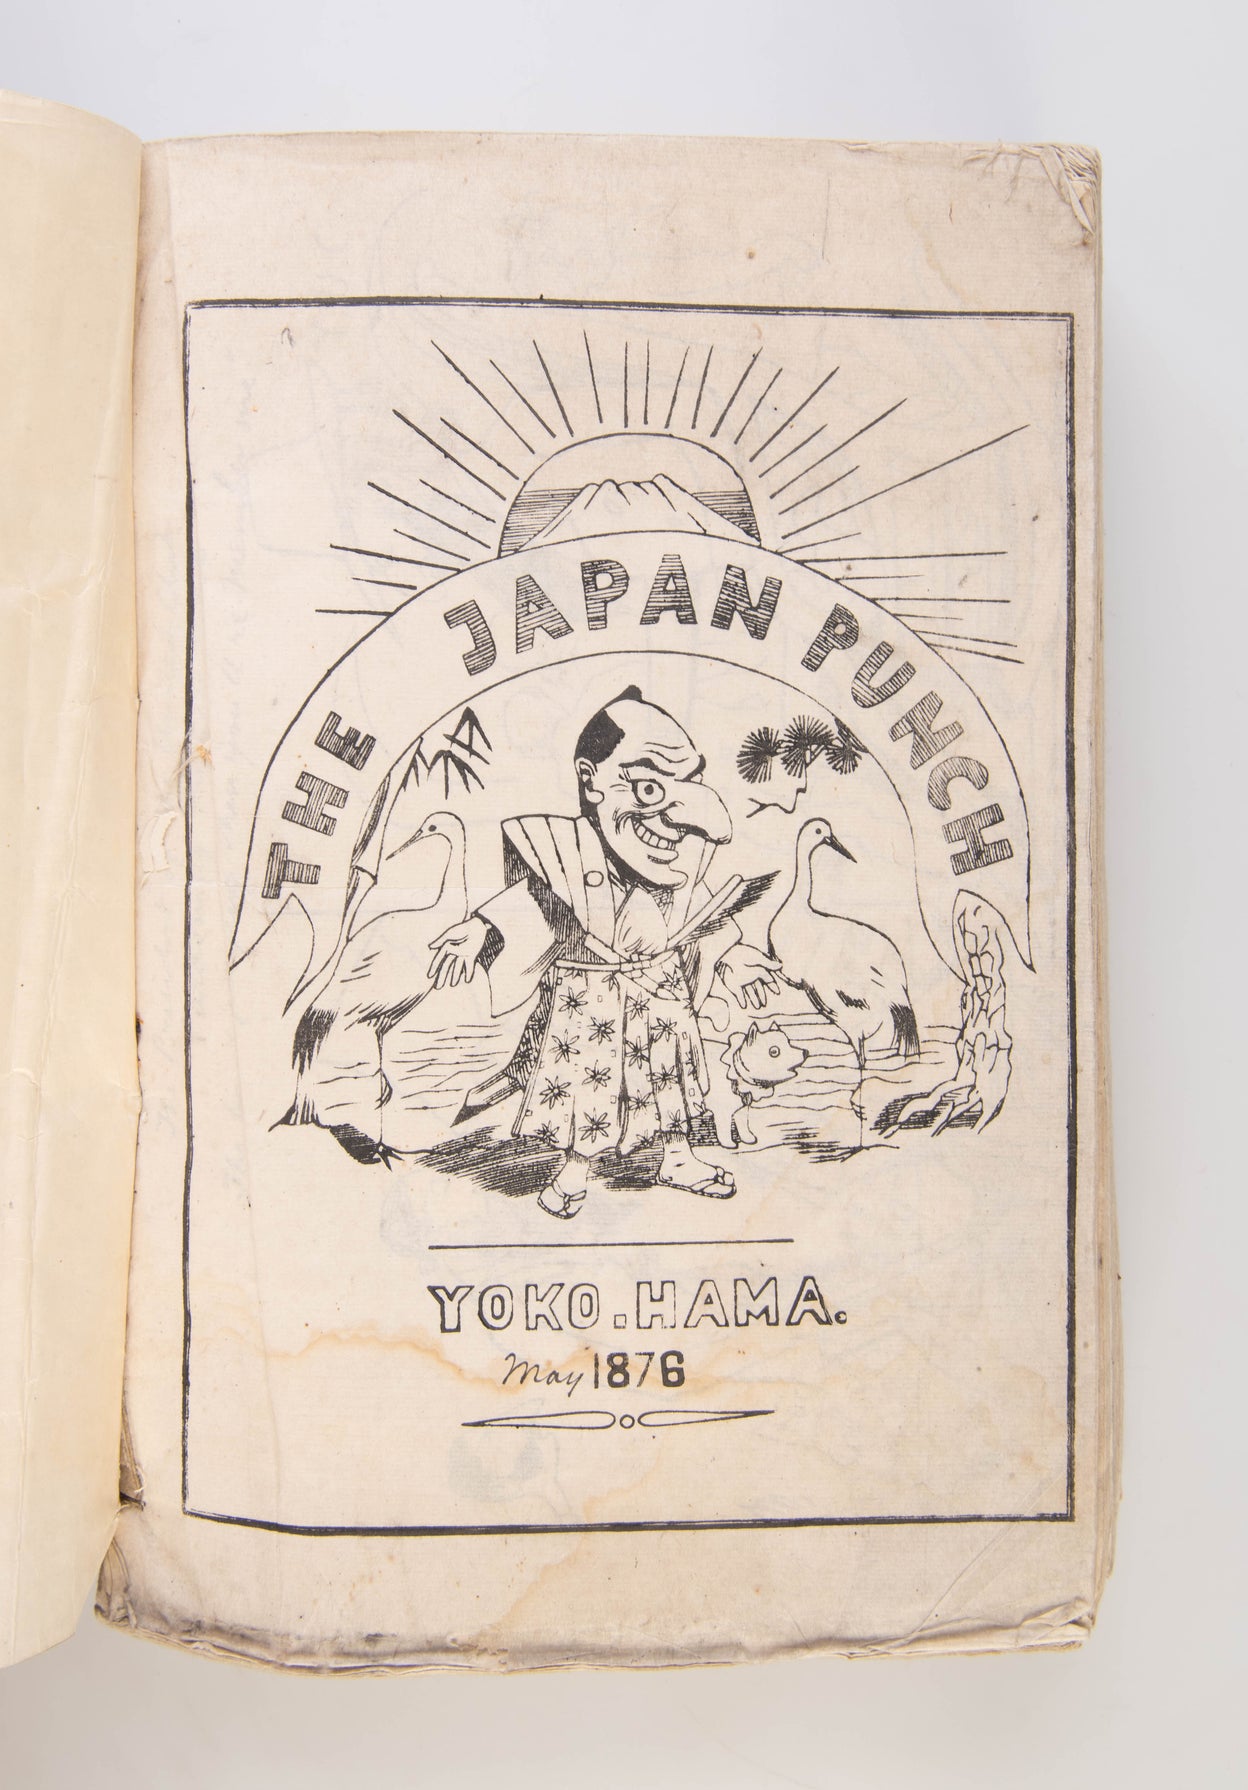 THE JAPAN PUNCH
YOKO.HAMA.
May 1876